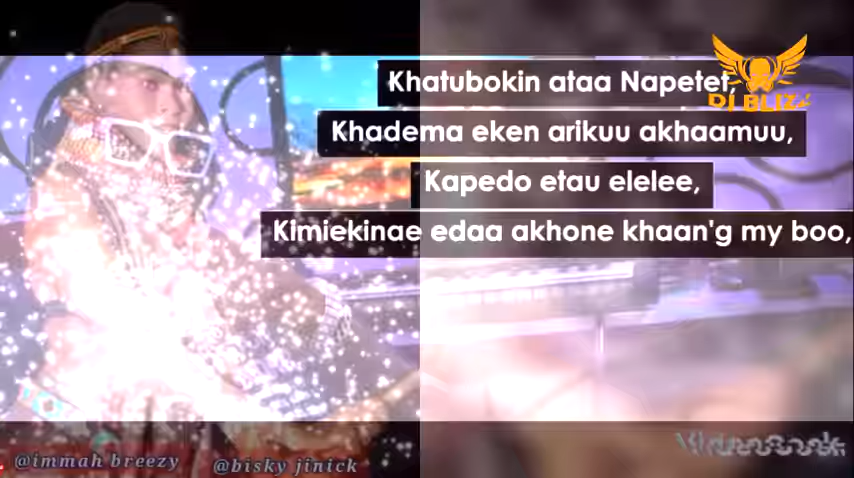 Khatubokin ataa Napetet,
DJ BLIZZ
Khadema eken arikuu akhaamuu,
Kapedo etau elelee,
Kimiekinae edaa akhone khaan'g my boo,
@immah breezy
@bisky jinick